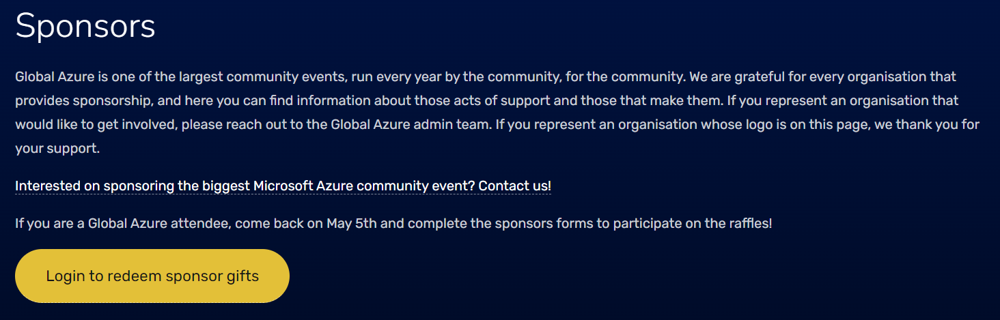 Sponsors
Global Azure is one of the largest community events, run every year by the community, for the community. We are grateful for every organisation that
provides sponsorship, and here you can find information about those acts of support and those that make them. If you represent an organisation that
would like to get involved, please reach out to the Global Azure admin team. If you represent an organisation whose logo is on this page, we thank you for
your support.
Interested on sponsoring the biggest Microsoft Azure community event? Contact us!
If you are a Global Azure attendee, come back on May 5th and complete the sponsors forms to participate on the raffles!
Login to redeem sponsor gifts